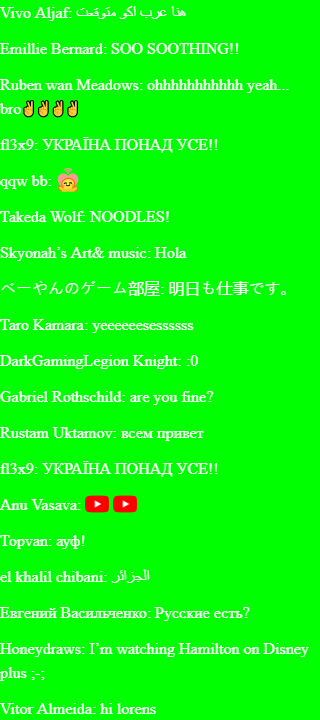 Vivo Aljaf: هنا عرب اكو متوقعت
Emillie Bernard: SOO SOOTHING!!
Ruben wan Meadows: ohhhhhhhhhhh yeah...
bro✌✌✌✌
fl3x9: УКРАЇНА ПОНАД УСЕ!!
qqw bb:
Takeda Wolf: NOODLES!
Skyonah's Art& music: Hola
べーやんのゲーム部屋: 明日も仕事です。
Taro Kamara: yeeeeeesessssss
DarkGamingLegion Knight: :0
Gabriel Rothschild: are you fine?
Rustam Uktamov: всем привет
fl3x9: УКРАЇНА ПОНАД УСЕ!!
Anu Vasava:
Topvan: ауф!
el khalil chibani: الجزائر
Евгений Васильченко: Русские есть?
Honeydraws: I'm watching Hamilton on Disney
plus ;-;
Vitor Almeida: hi lorens